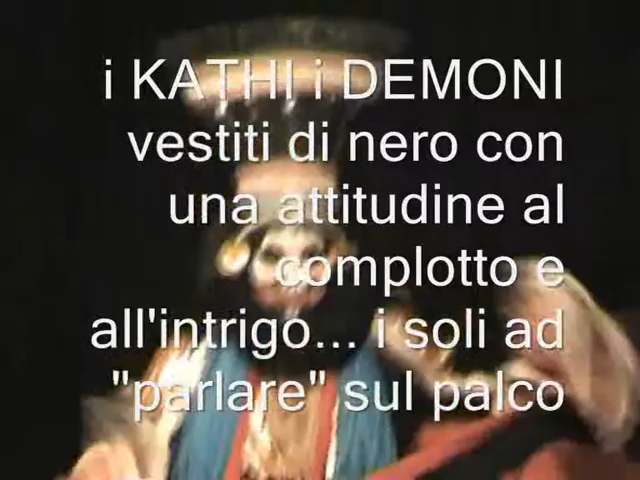 i KATHI i DEMONI
vestiti di nero con
una attitudine al
complotto e
all'intrigo... i soli ad
"parlare" sul palco